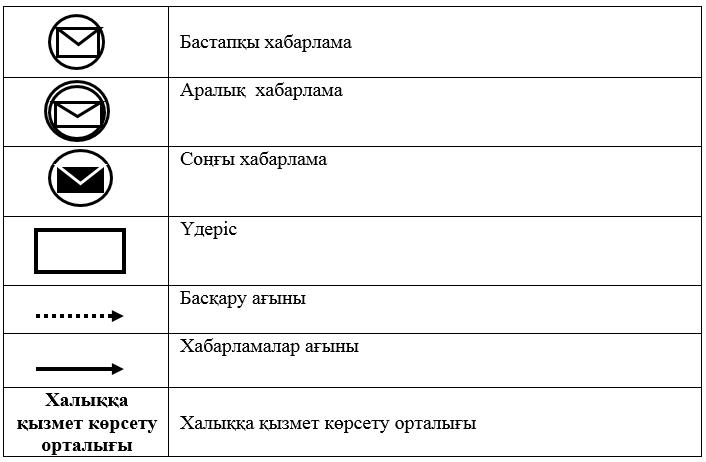 Бастапқы хабарлама
Аралық хабарлама
Соңғы хабарлама
Үдеріс
Басқару ағыны
Хабарламалар ағыны
Халыққа
қызмет көрсету
орталығы
Халыққа қызмет көрсету орталығы